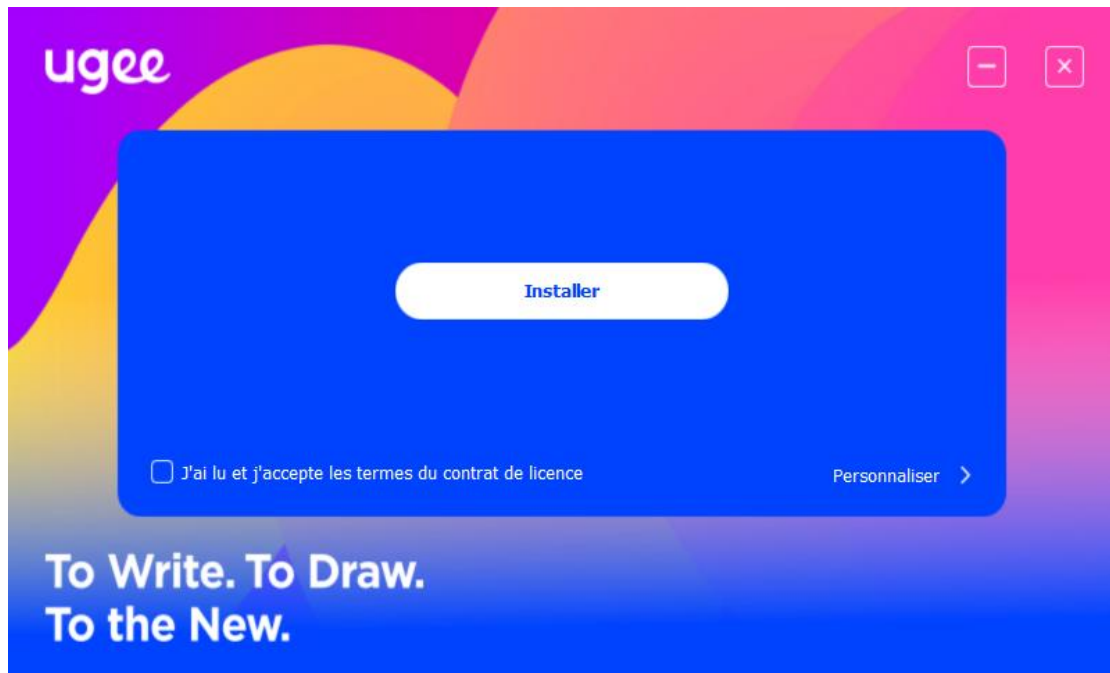 ugee
Installer
J'ai lu et j'accepte les termes du contrat de licence
Personnaliser
To Write. To Draw.
To the New.